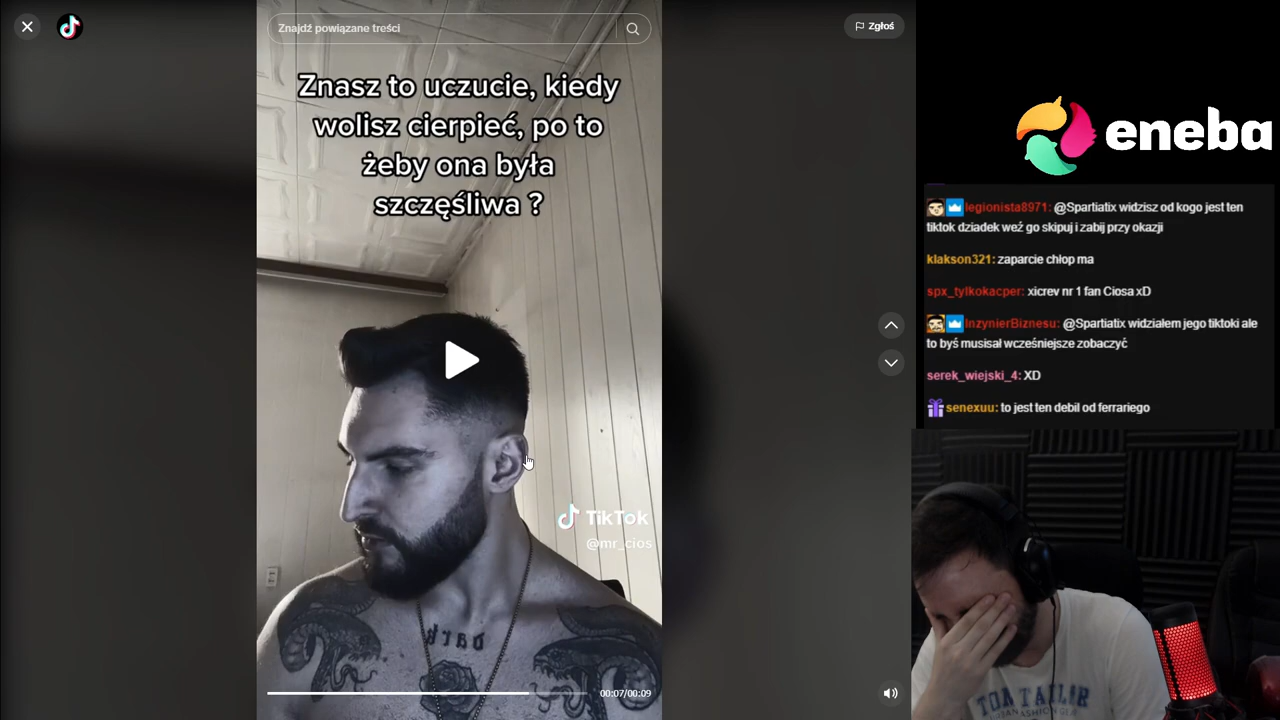 Znajdź powiązane treści
Zgłoś
Znasz to uczucie, kiedy
wolisz cierpieć, po to
żeby ona była
szczęśliwa ?
TikTok
@mr_cios
00:07/00:09
eneba
legionista8971: @Spartiatix widzisz od kogo jest ten
tiktok dziadek weź go skipuj i zabij przy okazji
klakson321: zaparcie chłop ma
spx_tylkokacper: xicrev nr 1 fan Ciosa xD
InzynierBiznesu: @Spartiatix widziałem jego tiktoki ale
to byś musisał wcześniejsze zobaczyć
serek_wiejski_4: XD
senexuu: to jest ten debil od ferrariego
TOM TAILOR